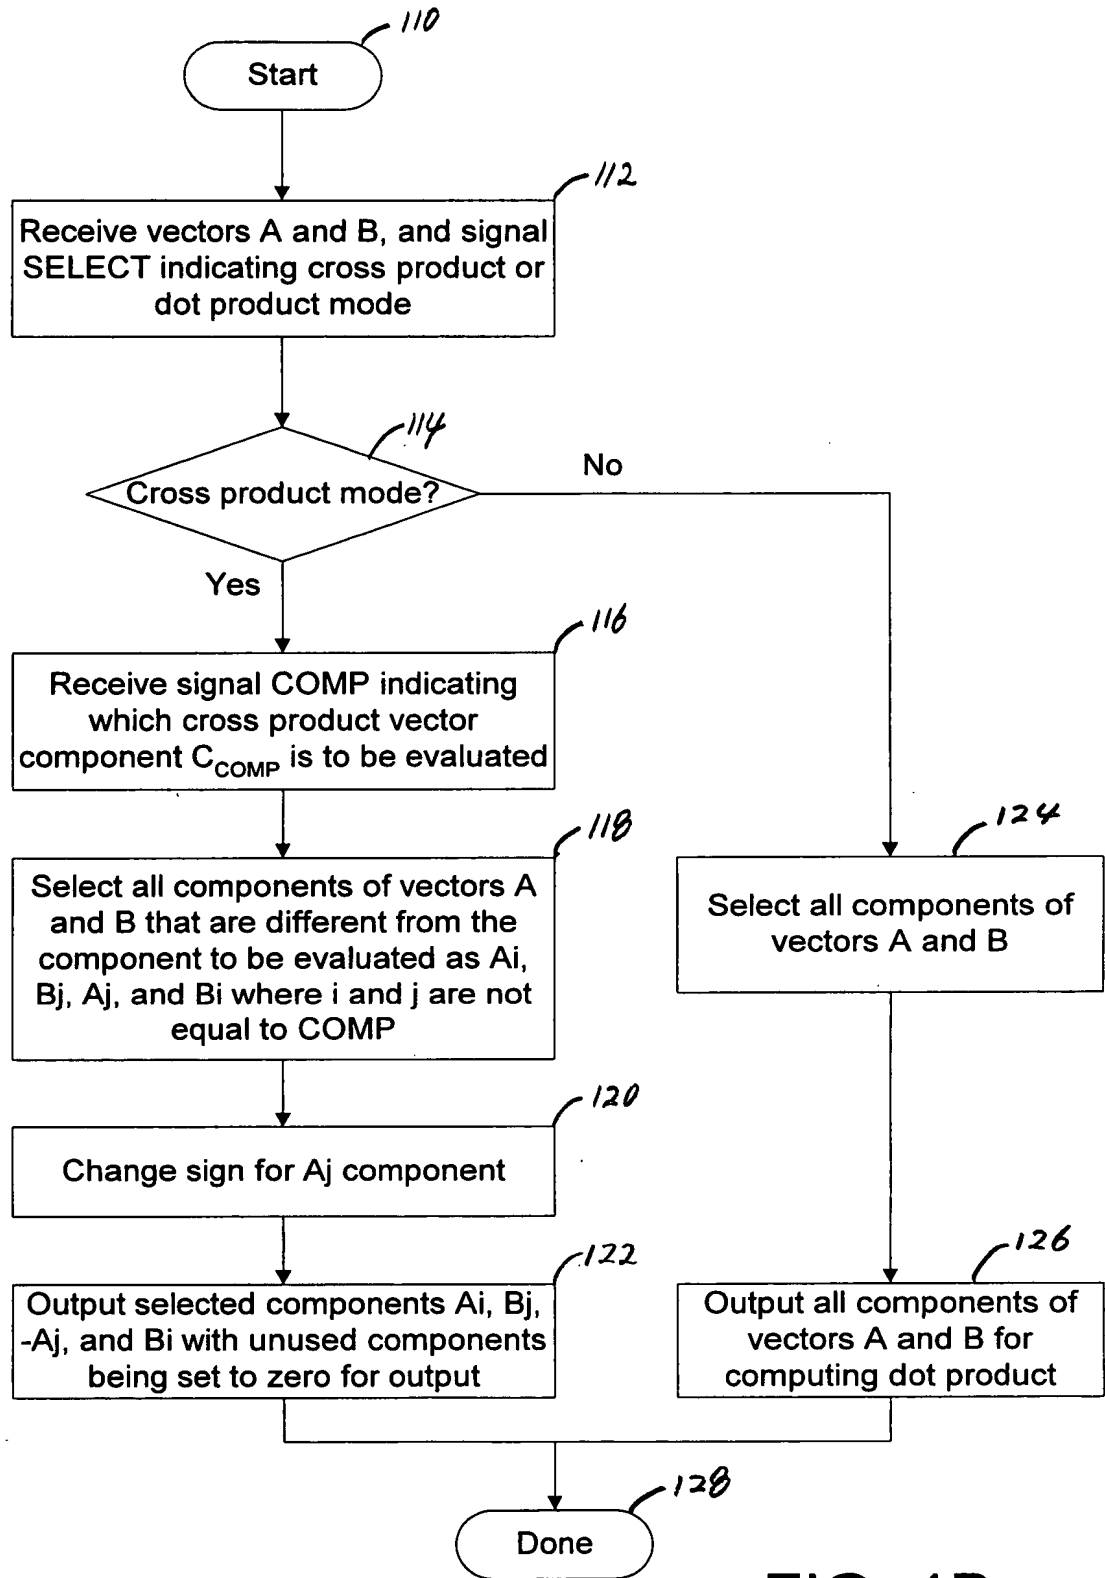 110
Start
112
Receive vectors A and B, and signal
SELECT indicating cross product or
dot product mode
114
Cross product mode?
No
Yes
116
Receive signal COMP indicating
which cross product vector
component C_COMP is to be evaluated
118
Select all components of vectors A
and B that are different from the
component to be evaluated as Ai,
Bj, Aj, and Bi where i and j are not
equal to COMP
124
Select all components of
vectors A and B
120
Change sign for Aj component
122
Output selected components Ai, Bj,
-Aj, and Bi with unused components
being set to zero for output
126
Output all components of
vectors A and B for
computing dot product
128
Done